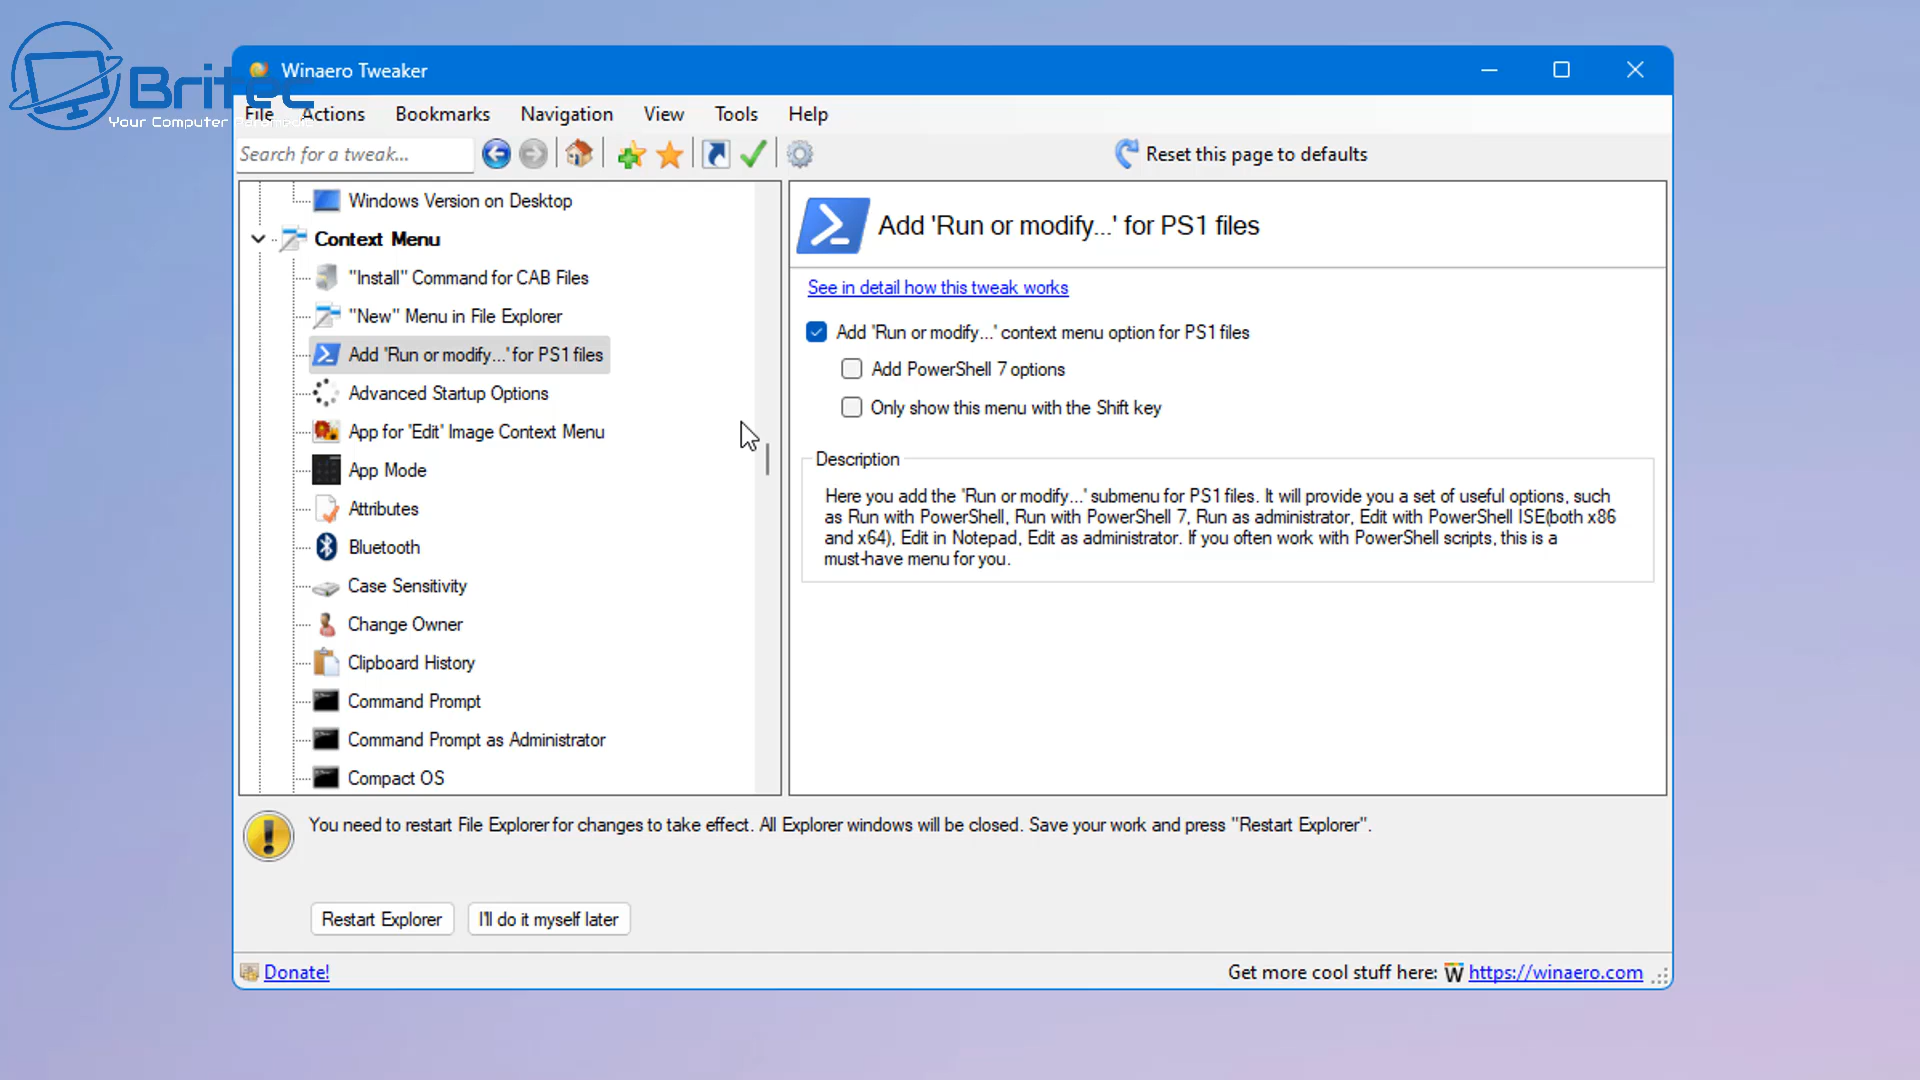 Britec
Your Computer
Winaero Tweaker
File Actions Bookmarks Navigation View Tools Help
Search for a tweak...
Reset this page to defaults
Windows Version on Desktop
Context Menu
"Install" Command for CAB Files
"New" Menu in File Explorer
Add 'Run or modify...' for PS1 files
Advanced Startup Options
App for 'Edit' Image Context Menu
App Mode
Attributes
Bluetooth
Case Sensitivity
Change Owner
Clipboard History
Command Prompt
Command Prompt as Administrator
Compact OS
Add 'Run or modify...' for PS1 files
See in detail how this tweak works
Add 'Run or modify...' context menu option for PS1 files
Add PowerShell 7 options
Only show this menu with the Shift key
Description
Here you add the 'Run or modify...' submenu for PS1 files. It will provide you a set of useful options, such
as Run with PowerShell, Run with PowerShell 7, Run as administrator, Edit with PowerShell ISE(both x86
and x64), Edit in Notepad, Edit as administrator. If you often work with PowerShell scripts, this is a
must-have menu for you.
You need to restart File Explorer for changes to take effect. All Explorer windows will be closed. Save your work and press "Restart Explorer".
Restart Explorer
I'll do it myself later
Donate!
Get more cool stuff here: W https://winaero.com